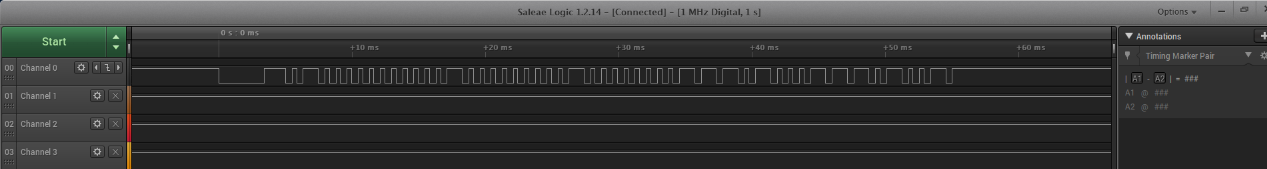 Saleae Logic 1.2.14 - [Connected] - [1 MHz Digital, 1 s]
Options
Start
0 s : 0 ms
+10 ms
+20 ms
+30 ms
+40 ms
+50 ms
+60 ms
Annotations
Timing Marker Pair
00 Channel 0
01 Channel 1
02 Channel 2
03 Channel 3
| A1 - A2 | = ###
A1 @ ###
A2 @ ###